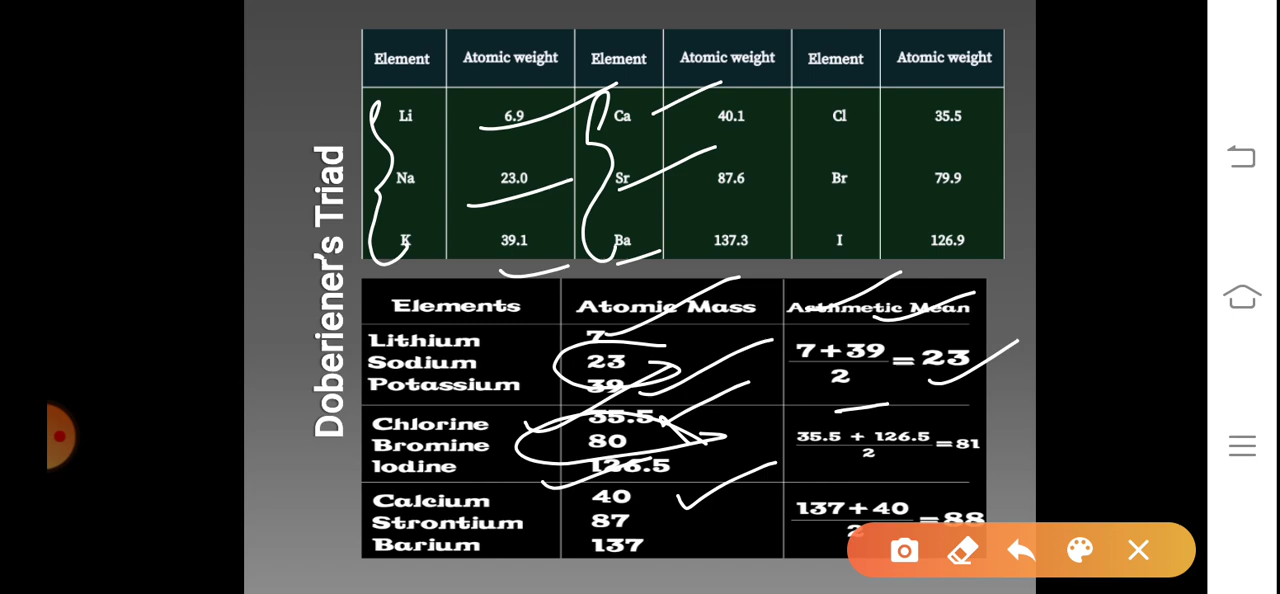 Doberiener's Triad
Element Atomic weight Element Atomic weight Element Atomic weight
Li 6.9 Ca 40.1 Cl 35.5
Na 23.0 Sr 87.6 Br 79.9
K 39.1 Ba 137.3 I 126.9
Elements Atomic Mass Arthmetic Mean
Lithium 7
Sodium 23
Potassium 39
7+39
2
= 23
Chlorine 35.5
Bromine 80
Iodine 126.5
35.5 + 126.5
2
=81
Calcium 40
Strontium 87
Barium 137
137+40
2
=88